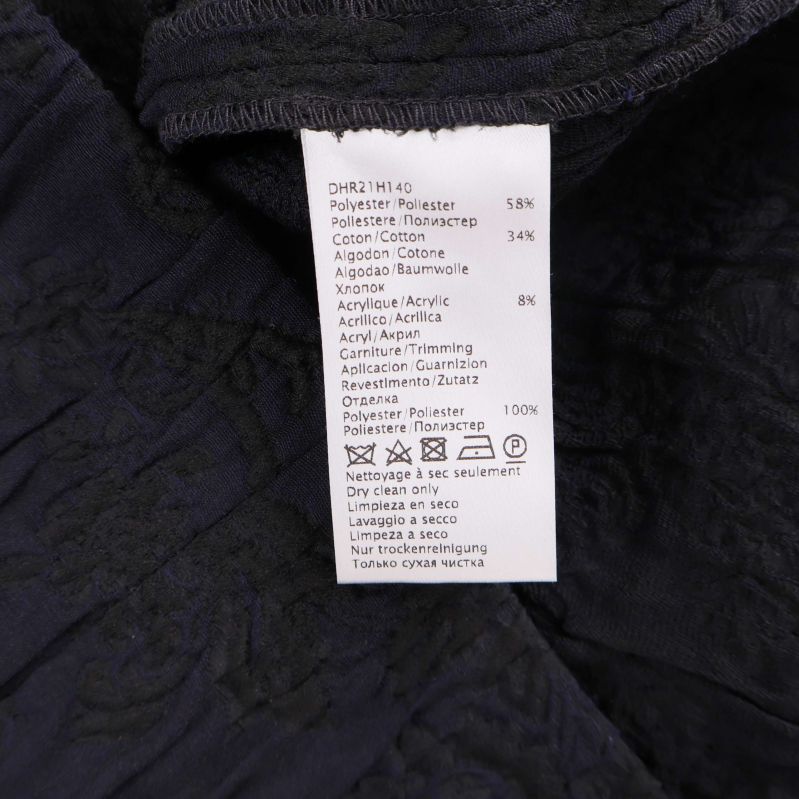 DHR21H140
Polyester/Poliester 58%
Poliestere/Полиэстер
Coton/Cotton 34%
Algodon/Cotone
Algodao/Baumwolle
Хлопок
Acrylique/Acrylic 8%
Acrilico/Acrilica
Acryl/Акрил
Garniture/Trimming
Aplicacion/Guarnizion
Revestimento/Zutatz
Отделка
Polyester/Poliester 100%
Poliestere/Полиэстер
P
Nettoyage à sec seulement
Dry clean only
Limpieza en seco
Lavaggio a secco
Limpeza a seco
Nur trockenreinigung
Только сухая чистка